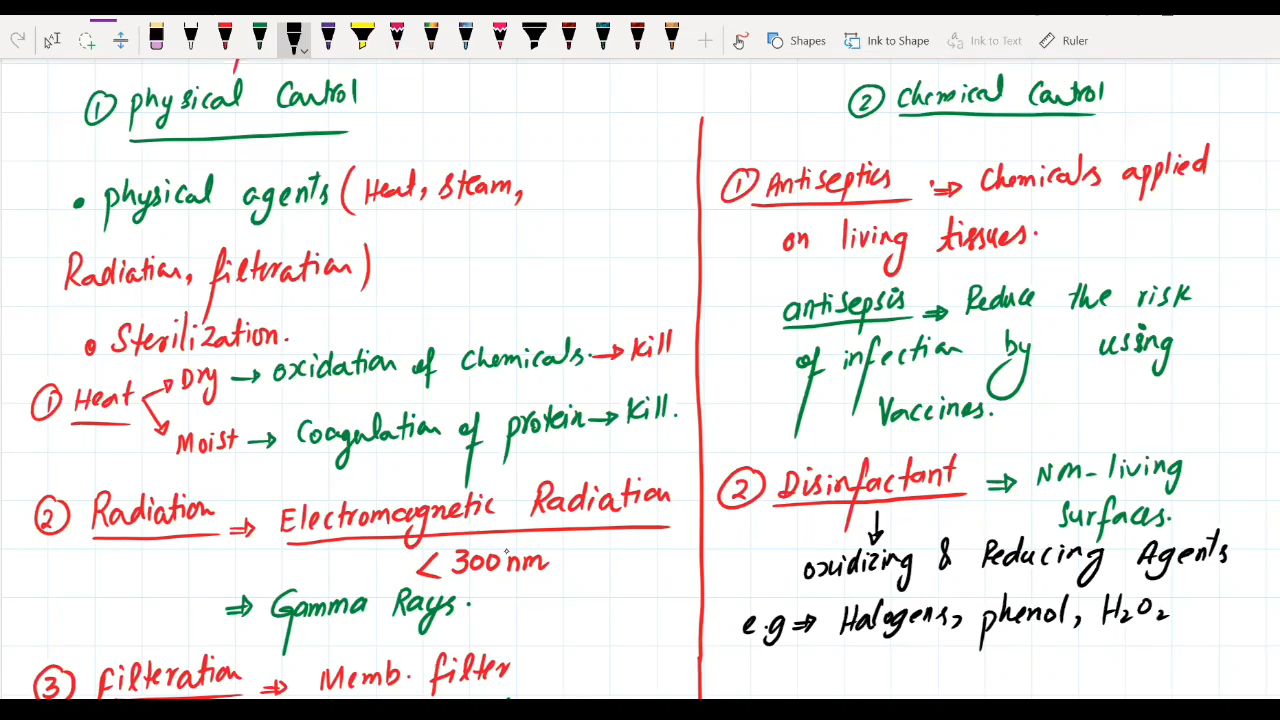 Shapes
Ink to Shape
Ink to Text
Ruler
① Physical Control
• Physical agents (Heat, Steam,
Radiation, filteration)
• Sterilization.
① Heat
Dry → oxidation of chemicals → Kill
Moist → Coagulation of protein → Kill.
② Radiation ⇒ Electromagnetic Radiation
< 300 nm
⇒ Gamma Rays.
③ Filteration ⇒ Memb. filter
② Chemical Control
① Antiseptics ⇒ Chemicals applied
on living tissues.
antisepsis ⇒ Reduce the risk
of infection by using
Vaccines.
② Disinfactant ⇒ Non-living
surfaces.
↓
oxidizing & Reducing Agents
e.g ⇒ Halogens, phenol, H₂O₂